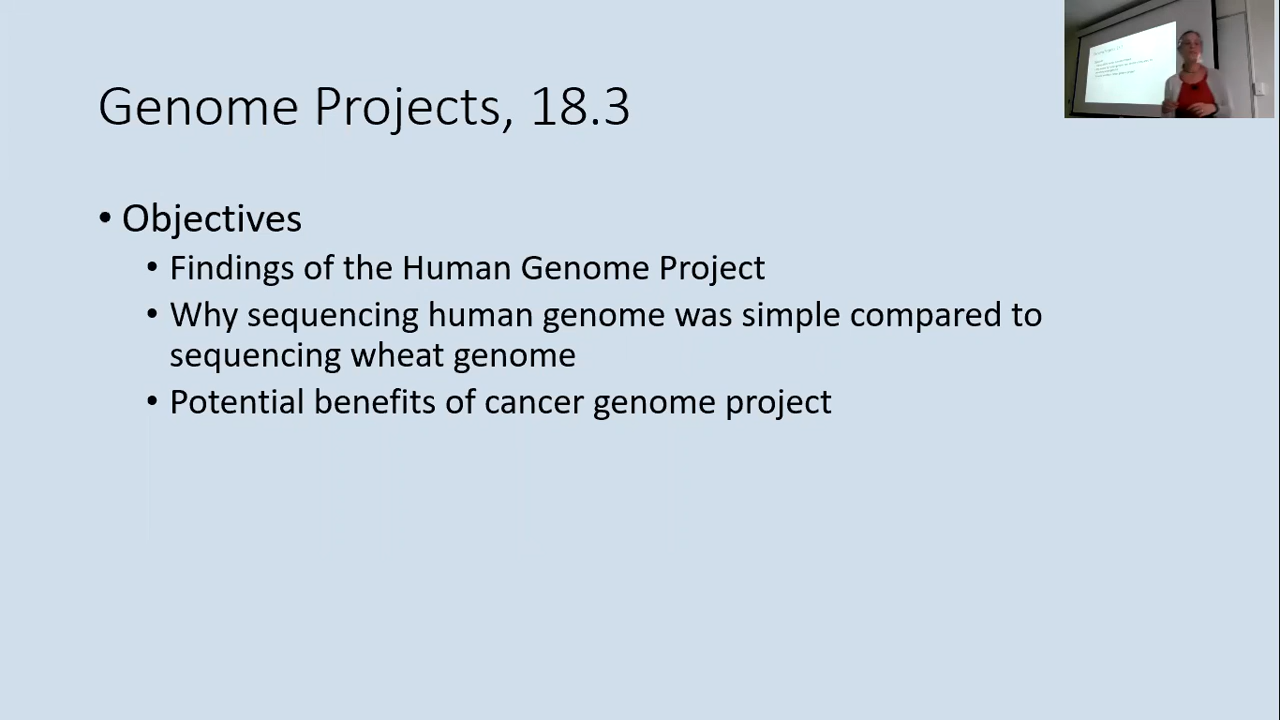 Genome Projects, 18.3
• Objectives
• Findings of the Human Genome Project
• Why sequencing human genome was simple compared to
sequencing wheat genome
• Potential benefits of cancer genome project